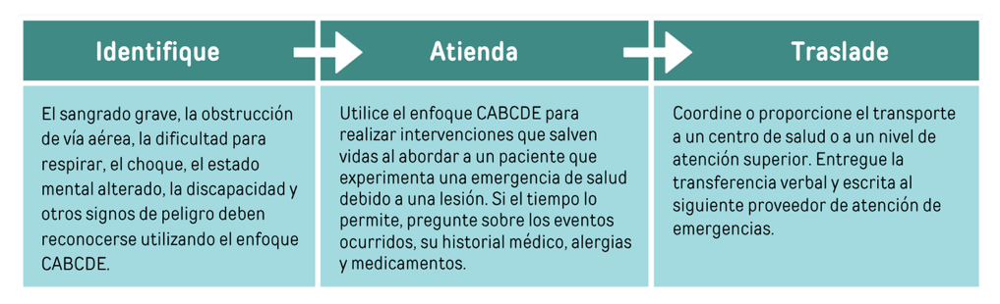 Identifique
Atienda
Traslade
El sangrado grave, la obstrucción
de vía aérea, la dificultad para
respirar, el choque, el estado
mental alterado, la discapacidad y
otros signos de peligro deben
reconocerse utilizando el enfoque
CABCDE.
Utilice el enfoque CABCDE para
realizar intervenciones que salven
vidas al abordar a un paciente que
experimenta una emergencia de salud
debido a una lesión. Si el tiempo lo
permite, pregunte sobre los eventos
ocurridos, su historial médico, alergias
y medicamentos.
Coordine o proporcione el transporte
a un centro de salud o a un nivel de
atención superior. Entregue la
transferencia verbal y escrita al
siguiente proveedor de atención de
emergencias.